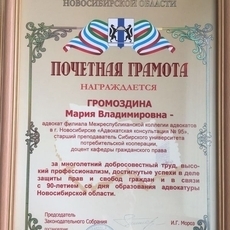 НОВОСИБИРСКОЙ ОБЛАСТИ
ПОЧЕТНАЯ ГРАМОТА
НАГРАЖДАЕТСЯ
ГРОМОЗДИНА
Мария Владимировна -
адвокат филиала Межреспубликанской коллегии адвокатов
в г. Новосибирске «Адвокатская консультация № 95»,
старший преподаватель Сибирского университета
потребительской кооперации,
доцент кафедры гражданского права
за многолетний добросовестный труд, высо-
кий профессионализм, достигнутые успехи в деле
защиты прав и свобод граждан и в связи
с 90-летием со дня образования адвокатуры
Новосибирской области.
Председатель
Законодательного Собрания
И.Г. Мороз